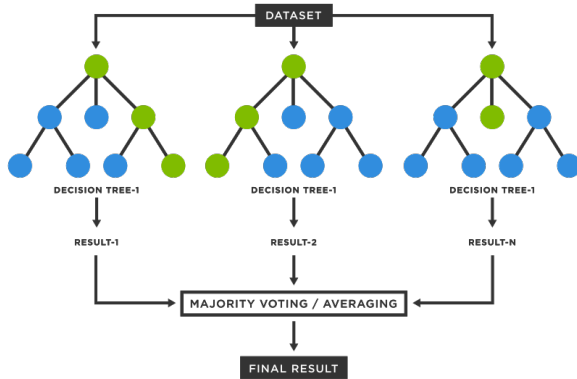 DATASET
DECISION TREE-1
DECISION TREE-1
DECISION TREE-1
RESULT-1
RESULT-2
RESULT-N
MAJORITY VOTING / AVERAGING
FINAL RESULT